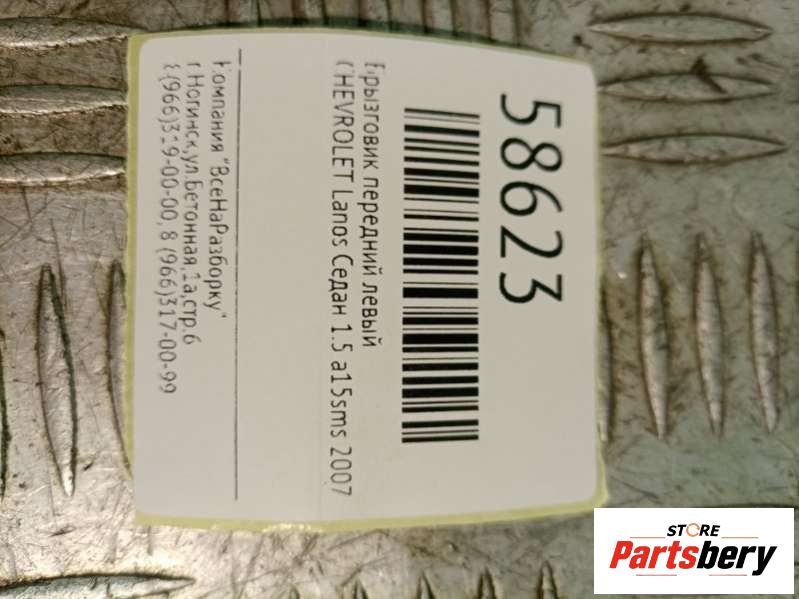 58623
Брызговик передний левый
CHEVROLET Lanos Седан 1.5 a15sms 2007
Компания "ВсеНаРазборку"
г.Ногинск,ул.Бетонная,1а,стр.6
8 (966)319-00-00, 8 (966)317-00-99
STORE
Partsbery